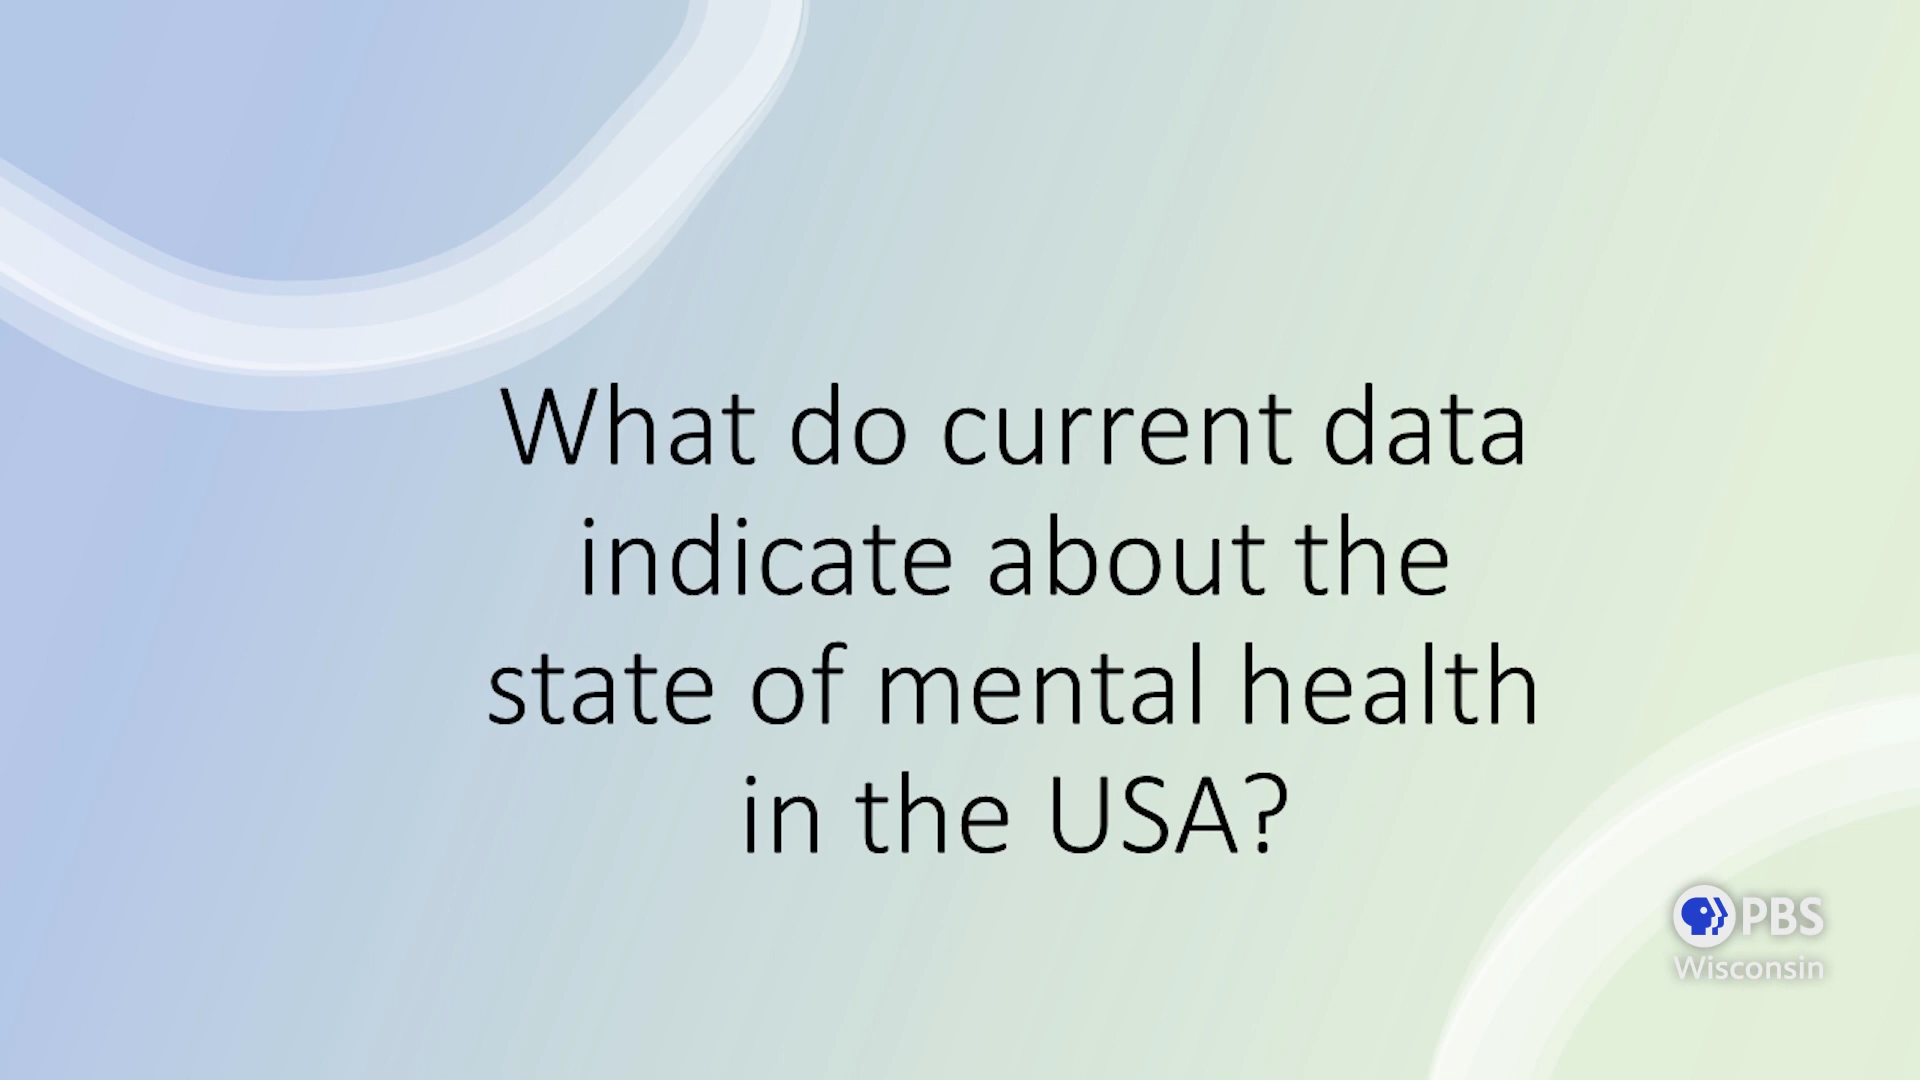 What do current data
indicate about the
state of mental health
in the USA?
PBS
Wisconsin